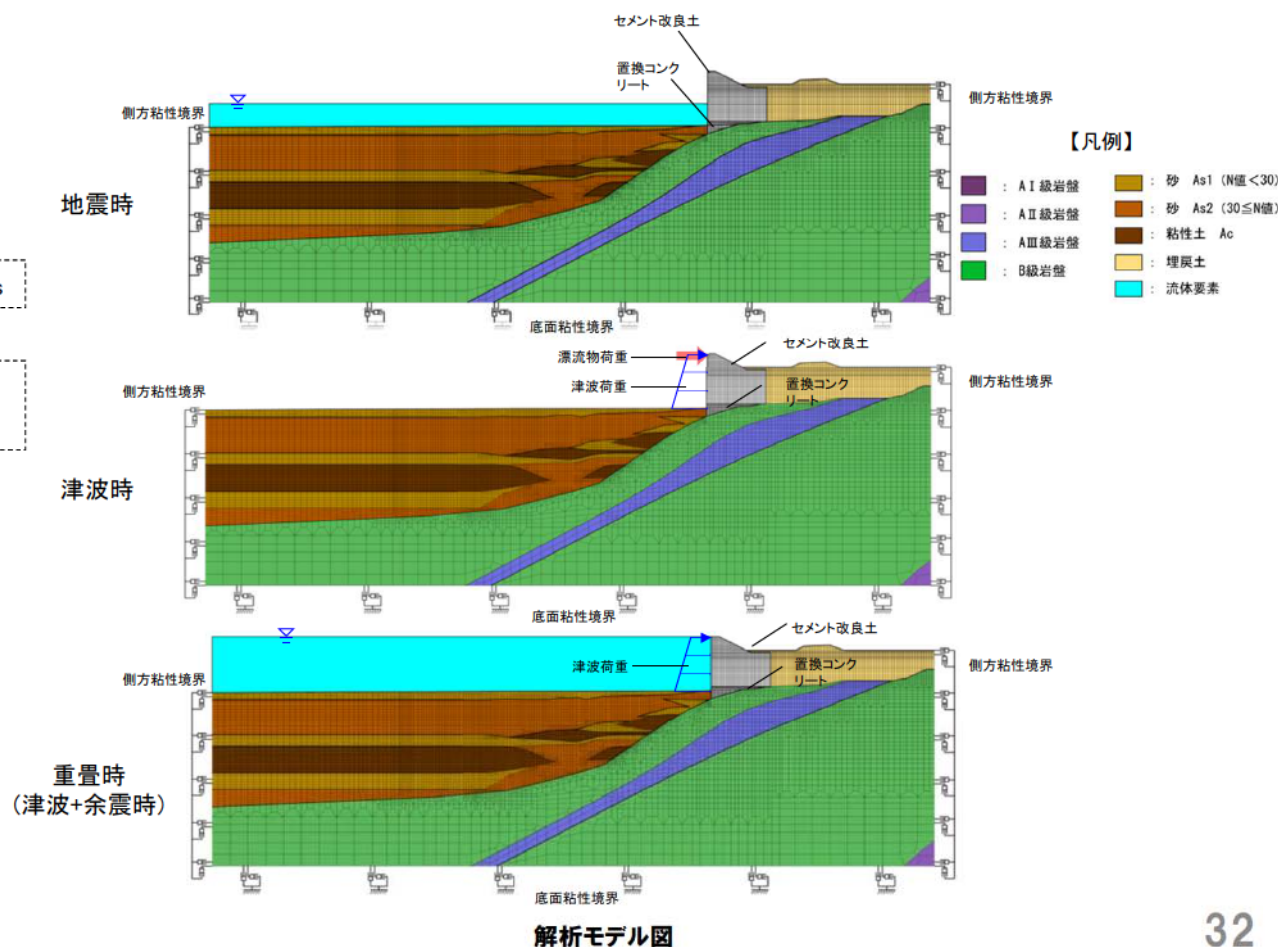 セメント改良土
置換コンク
リート
側方粘性境界
側方粘性境界
地震時
s
底面粘性境界
【凡例】
： AⅠ級岩盤
： AⅡ級岩盤
： AⅢ級岩盤
： B級岩盤
： 砂 As1 (N値＜30)
： 砂 As2 (30≦N値)
： 粘性土 Ac
： 埋戻土
： 流体要素
漂流物荷重
セメント改良土
津波荷重
置換コンク
リート
側方粘性境界
側方粘性境界
津波時
底面粘性境界
セメント改良土
津波荷重
置換コンク
リート
側方粘性境界
側方粘性境界
重畳時
（津波+余震時）
底面粘性境界
解析モデル図
32